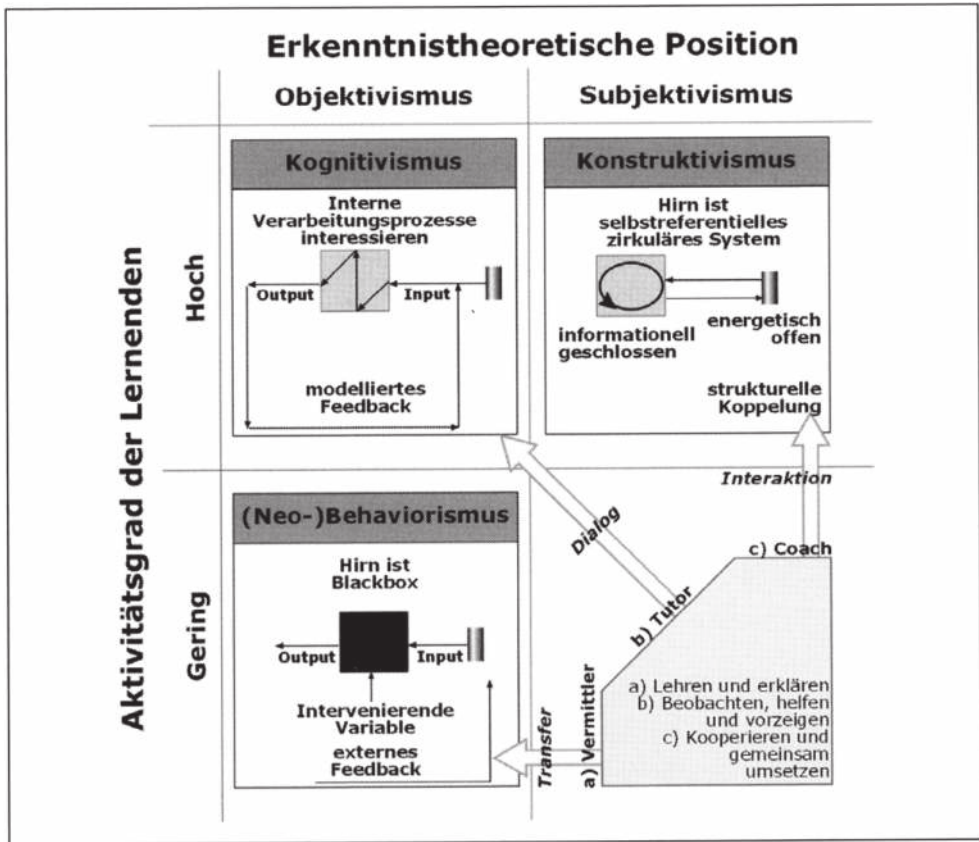 Erkenntnistheoretische Position
Objektivismus
Subjektivismus
Aktivitätsgrad der Lernenden
Hoch
Kognitivismus
Interne
Verarbeitungsprozesse
interessieren
Output
Input
modelliertes
Feedback
Konstruktivismus
Hirn ist
selbstreferentielles
zirkuläres System
informationell
geschlossen
energetisch
offen
strukturelle
Koppelung
Gering
(Neo-)Behaviorismus
Hirn ist
Blackbox
Output
Input
Intervenierende
Variable
externes
Feedback
Transfer
Dialog
Interaktion
a) Vermittler
b) Tutor
c) Coach
a) Lehren und erklären
b) Beobachten, helfen
und vorzeigen
c) Kooperieren und
gemeinsam
umsetzen